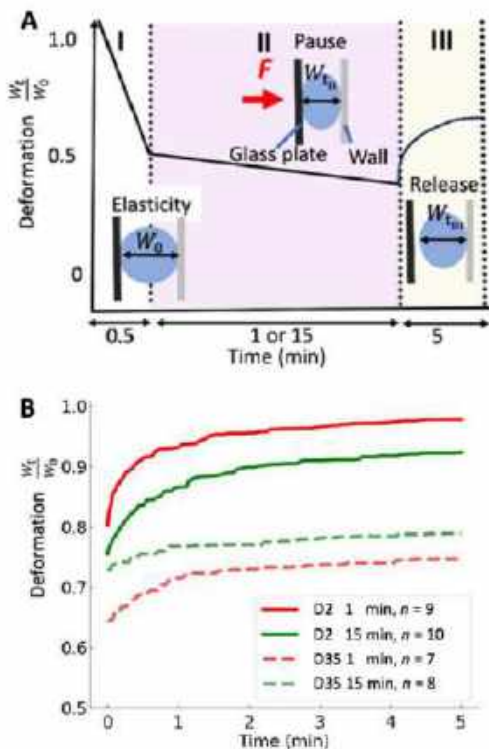 A
I
II
III
1.0
0.5
0
Deformation Wt/W0
Pause
F
WtII
Glass plate
Wall
Elasticity
W0
Release
WtIII
0.5
1 or 15
5
Time (min)
B
1.0
0.9
0.8
0.7
0.6
0.5
Deformation Wt/W0
D2 1 min, n = 9
D2 15 min, n = 10
D35 1 min, n = 7
D35 15 min, n = 8
0 1 2 3 4 5
Time (min)